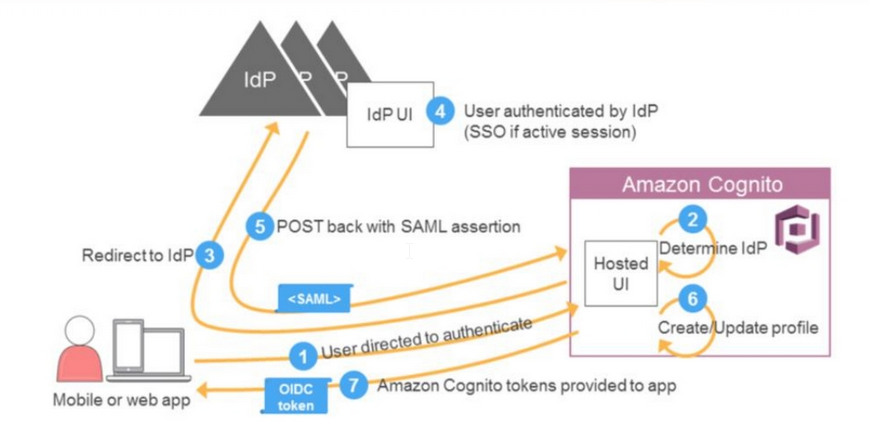 IdP
P
P
IdP UI
4
User authenticated by IdP
(SSO if active session)
Amazon Cognito
5
POST back with SAML assertion
2
Determine IdP
Redirect to IdP
3
Hosted
UI
<SAML>
6
Create/Update profile
1
User directed to authenticate
Mobile or web app
OIDC
token
7
Amazon Cognito tokens provided to app